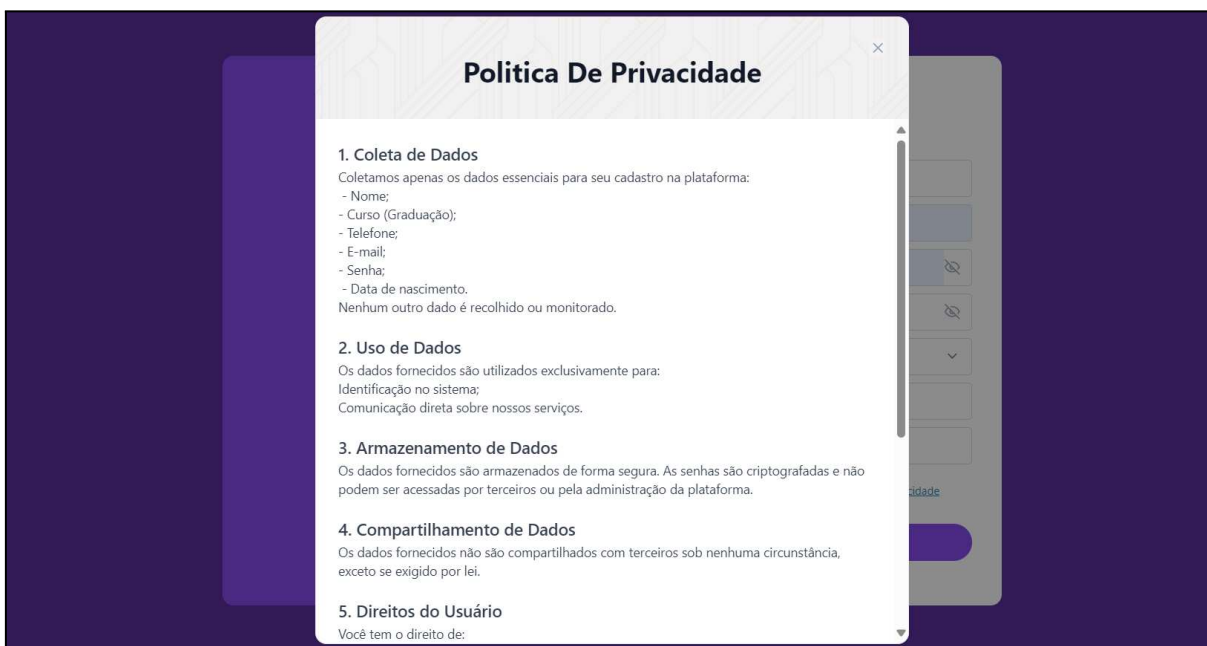 Politica De Privacidade
1. Coleta de Dados
Coletamos apenas os dados essenciais para seu cadastro na plataforma:
- Nome;
- Curso (Graduação);
- Telefone;
- E-mail;
- Senha;
- Data de nascimento.
Nenhum outro dado é recolhido ou monitorado.
2. Uso de Dados
Os dados fornecidos são utilizados exclusivamente para:
Identificação no sistema;
Comunicação direta sobre nossos serviços.
3. Armazenamento de Dados
Os dados fornecidos são armazenados de forma segura. As senhas são criptografadas e não
podem ser acessadas por terceiros ou pela administração da plataforma.
cidade
4. Compartilhamento de Dados
Os dados fornecidos não são compartilhados com terceiros sob nenhuma circunstância,
exceto se exigido por lei.
5. Direitos do Usuário
Você tem o direito de: